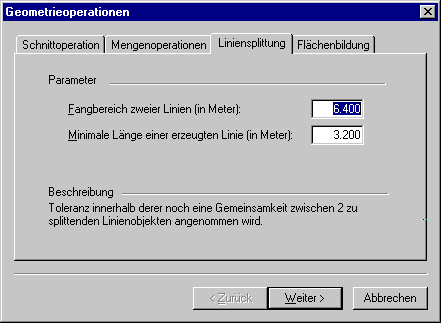 Geometrieoperationen
Schnittoperation Mengenoperationen Liniensplittung Flächenbildung
Parameter
Fangbereich zweier Linien (in Meter): 6.400
Minimale Länge einer erzeugten Linie (in Meter): 3.200
Beschreibung
Toleranz innerhalb derer noch eine Gemeinsamkeit zwischen 2 zu
splittenden Linienobjekten angenommen wird.
< Zurück Weiter > Abbrechen